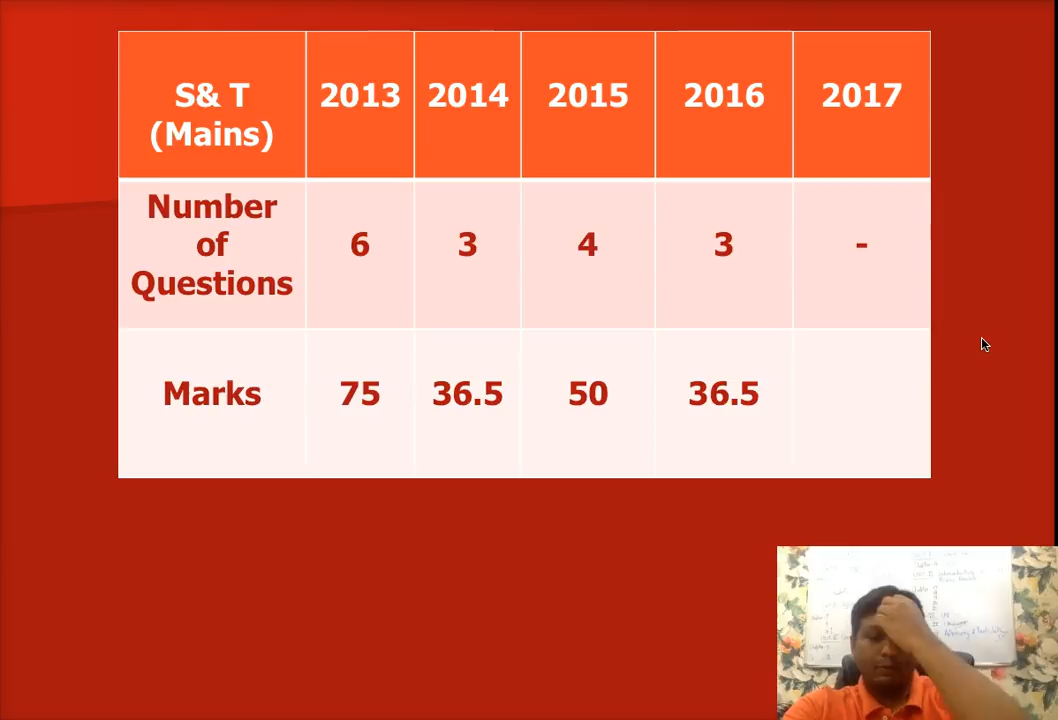 S& T (Mains) 2013 2014 2015 2016 2017
Number of Questions 6 3 4 3 -
Marks 75 36.5 50 36.5